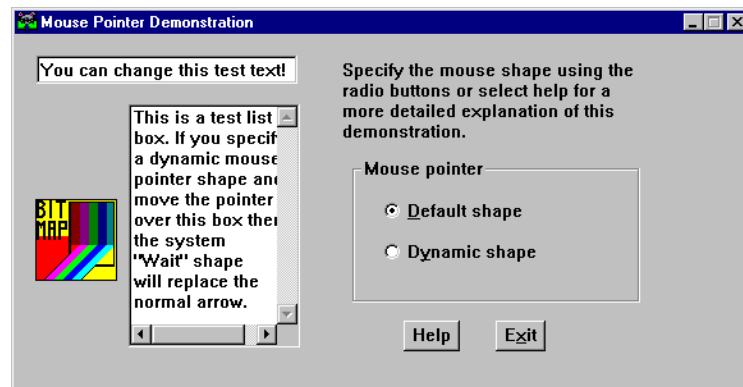 Mouse Pointer Demonstration
You can change this test text!
This is a test list
box. If you specif
a dynamic mouse
pointer shape an
move the pointer
over this box the
the system
"Wait" shape
will replace the
normal arrow.
BIT
MAP
Specify the mouse shape using the
radio buttons or select help for a
more detailed explanation of this
demonstration.
Mouse pointer
Default shape
Dynamic shape
Help
Exit